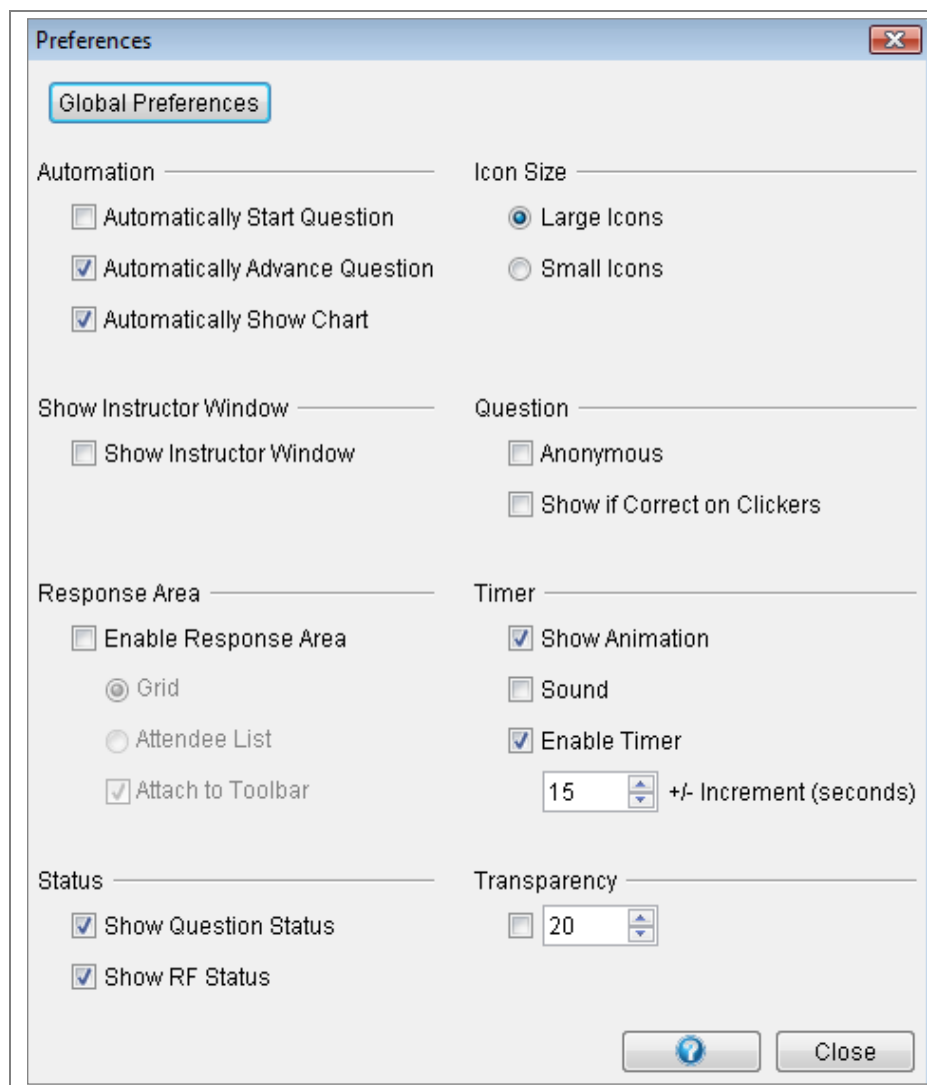 Preferences
Global Preferences
Automation
Automatically Start Question
Automatically Advance Question
Automatically Show Chart
Icon Size
Large Icons
Small Icons
Show Instructor Window
Show Instructor Window
Question
Anonymous
Show if Correct on Clickers
Response Area
Enable Response Area
Grid
Attendee List
Attach to Toolbar
Timer
Show Animation
Sound
Enable Timer
15 +/- Increment (seconds)
Status
Show Question Status
Show RF Status
Transparency
20
? Close